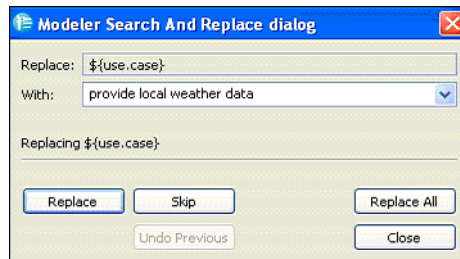 Modeler Search And Replace dialog
Replace: ${use.case}
With: provide local weather data
Replacing ${use.case}
Replace Skip Replace All
Undo Previous Close